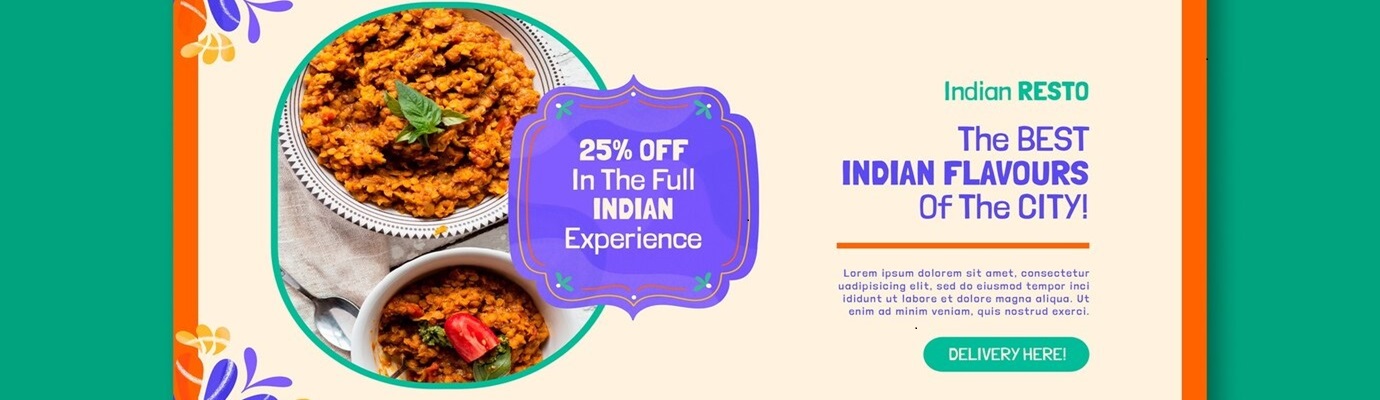 25% OFF
In The Full
INDIAN
Experience
Indian RESTO
The BEST
INDIAN FLAVOURS
Of The CITY!
Lorem ipsum dolorem sit amet, consectetur
uadipisicing elit, sed do eiusmod tempor inci
ididunt ut labore et dolore magna aliqua. Ut
enim ad minim veniam, quis nostrud exerci.
DELIVERY HERE!